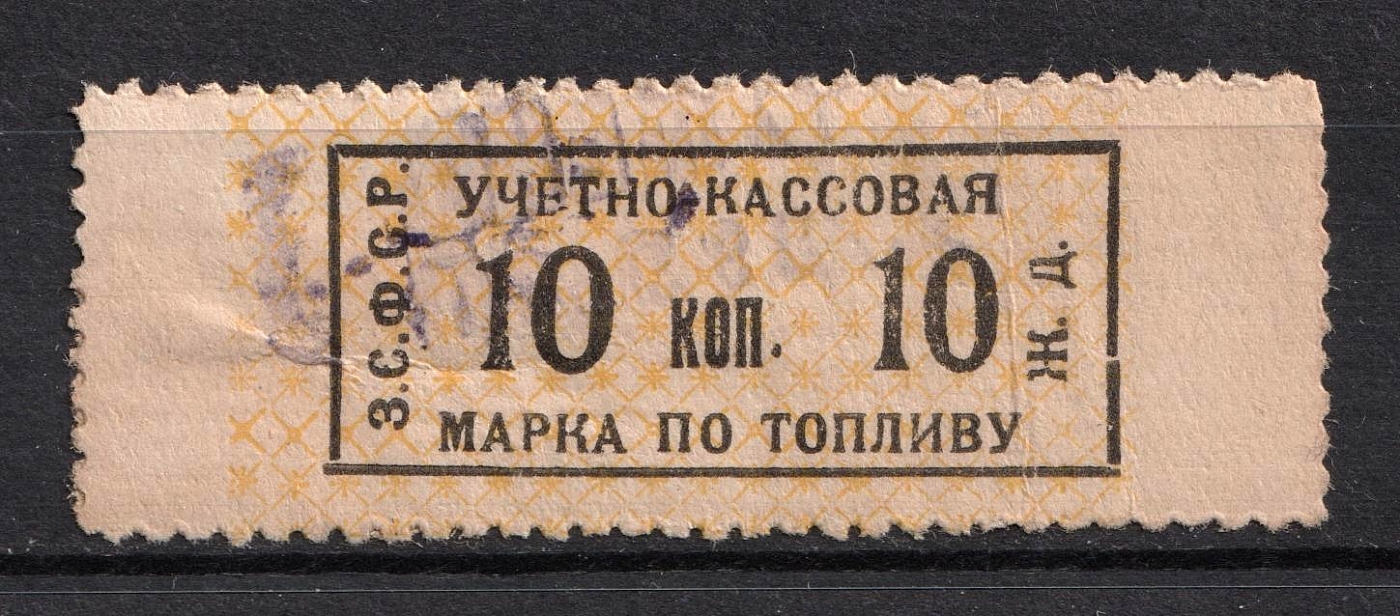 З.С.Ф.С.Р.
УЧЕТНО-КАССОВАЯ
10 КОП. 10
МАРКА ПО ТОПЛИВУ
Ж. Д.